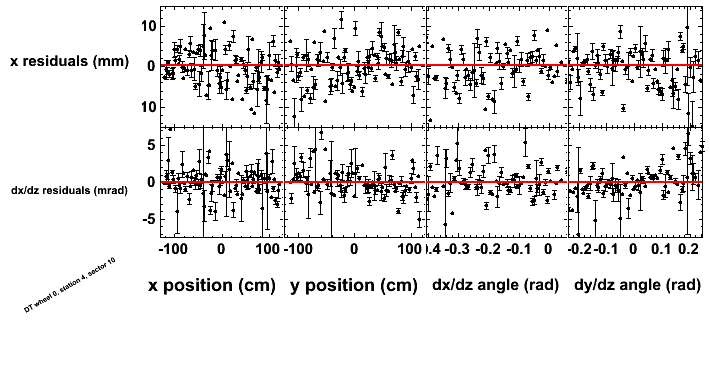 10
x residuals (mm)
0
10
5
dx/dz residuals (mrad)
0
-5
-100 0 100 -100 0 100 0.4 -0.3 -0.2 -0.1 0 -0.2 -0.1 0 0.1 0.2
x position (cm) y position (cm) dx/dz angle (rad) dy/dz angle (rad)
DT wheel 0, station 4, sector 10